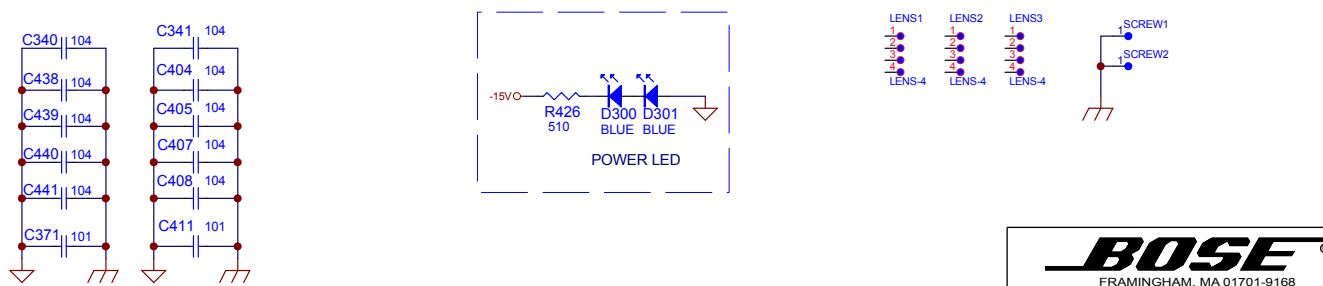 C340 104
C438 104
C439 104
C440 104
C441 104
C371 101
C341 104
C404 104
C405 104
C407 104
C408 104
C411 101
-15V
R426
510
D300 D301
BLUE BLUE
POWER LED
LENS1 LENS2 LENS3
1 1 1
2 2 2
3 3 3
4 4 4
LENS-4 LENS-4 LENS-4
SCREW1
1
SCREW2
1
BOSE
FRAMINGHAM, MA 01701-9168